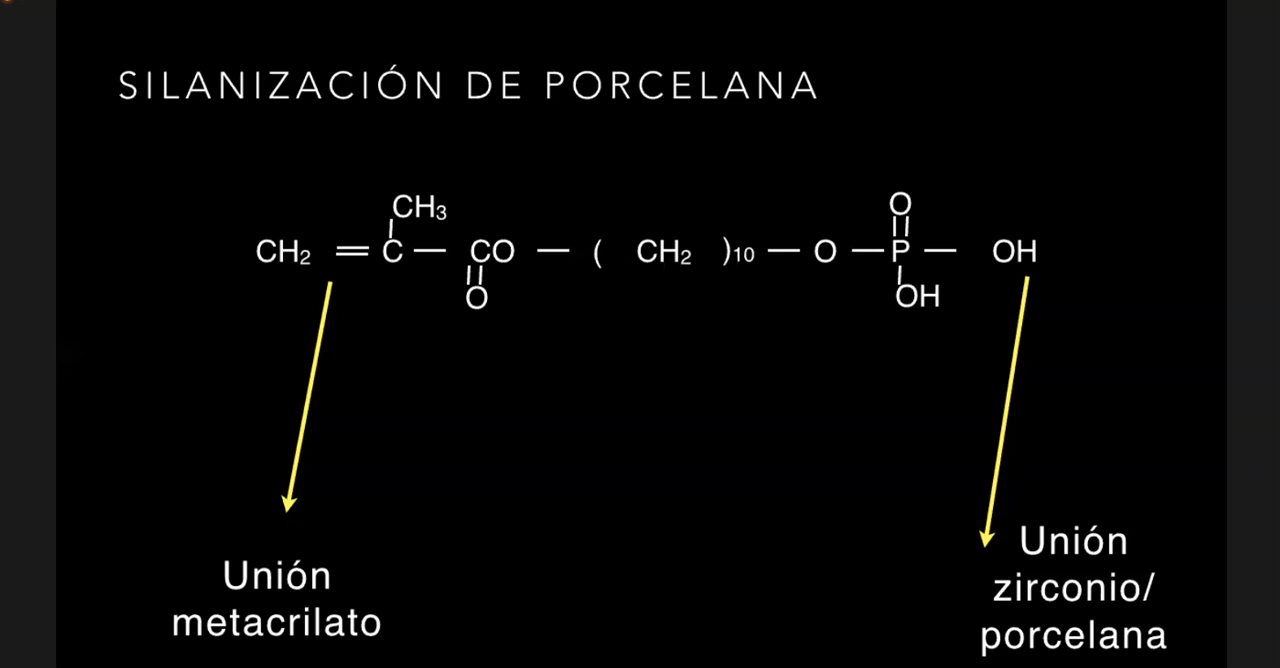 SILANIZACIÓN DE PORCELANA
CH₃ O
CH₂ = C — CO — ( CH₂ )₁₀ — O — P — OH
O OH
Unión
metacrilato
Unión
zirconio/
porcelana